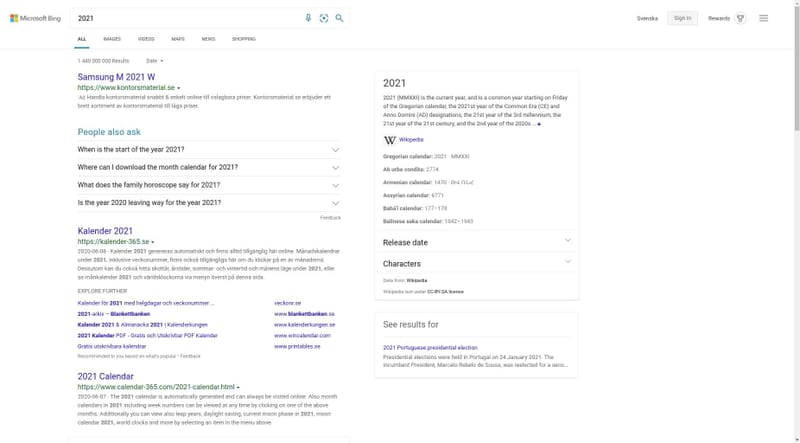 Microsoft Bing
2021
Svenska
Sign in
Rewards
ALL
IMAGES
VIDEOS
MAPS
NEWS
SHOPPING
1 440 000 000 Results
Date
Samsung M 2021 W
https://www.kontorsmaterial.se
Ad Handla kontorsmaterial snabbt & enkelt online till oslagbara priser. Kontorsmaterial.se erbjuder ett
brett sortiment av kontorsmaterial till låga priser.
People also ask
When is the start of the year 2021?
Where can I download the month calendar for 2021?
What does the family horoscope say for 2021?
Is the year 2020 leaving way for the year 2021?
Feedback
Kalender 2021
https://kalender-365.se
2020-06-08 · Kalender 2021 genereras automatiskt och finns alltid tillgänglig här online. Månadskalendrar
under 2021, inklusive veckonummer, finns också tillgängliga här om du klickar på en av månaderna.
Dessutom kan du också hitta skottår, årstider, sommar- och vintertid och månens läge under 2021, eller
se månkalender 2021 och världsklockorna via menyn överst på denna sida.
EXPLORE FURTHER
Kalender för 2021 med helgdagar och veckonummer ...
veckonr.se
2021-arkiv – Blankettbanken
www.blankettbanken.se
Kalender 2021 & Almanacka 2021 | Kalenderkungen
www.kalenderkungen.se
2021 Kalender PDF - Gratis och Utskrivbar PDF Kalender
www.wincalendar.com
Gratis utskrivbara kalendrar
www.printables.se
Recommended to you based on what's popular • Feedback
2021 Calendar
https://www.calendar-365.com/2021-calendar.html
2020-06-07 · The 2021 calendar is automatically generated and can always be visited online. Also month
calendars in 2021 including week numbers can be viewed at any time by clicking on one of the above
months. Additionally you can view also leap years, daylight saving, current moon phase in 2021, moon
calendar 2021, world clocks and more by selecting an item in the menu above.
2021
2021 (MMXXI) is the current year, and is a common year starting on Friday
of the Gregorian calendar, the 2021st year of the Common Era (CE) and
Anno Domini (AD) designations, the 21st year of the 3rd millennium, the
21st year of the 21st century, and the 2nd year of the 2020s ...
W Wikipedia
Gregorian calendar: 2021 · MMXXI
Ab urbe condita: 2774
Armenian calendar: 1470 ·
Assyrian calendar: 6771
Bahá'í calendar: 177–178
Balinese saka calendar: 1942–1943
Release date
Characters
Data from: Wikipedia
Wikipedia text under CC-BY-SA license
See results for
2021 Portuguese presidential election
Presidential elections were held in Portugal on 24 January 2021. The
incumbent President, Marcelo Rebelo de Sousa, was reelected for a seco...